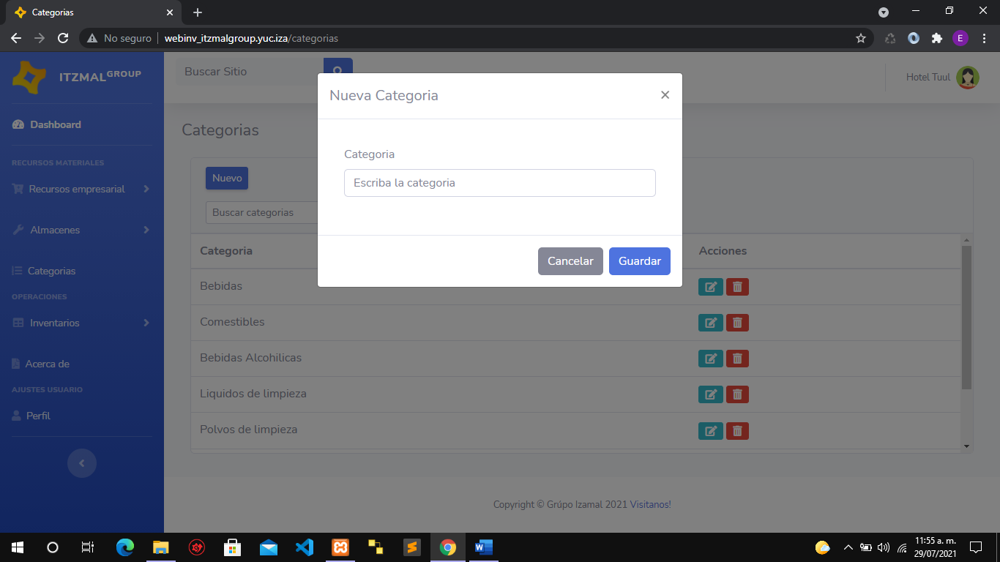 Categorias
No seguro
webinv_itzmalgroup.yuc.iza/categorias
E
ITZMALGROUP
Buscar Sitio
Hotel Tuul
Dashboard
RECURSOS MATERIALES
Recursos empresarial
Almacenes
Categorias
OPERACIONES
Inventarios
Acerca de
AJUSTES USUARIO
Perfil
Categorias
Nuevo
Buscar categorias
Nueva Categoria
Categoria
Escriba la categoria
Cancelar Guardar
Categoria Acciones
Bebidas
Comestibles
Bebidas Alcohilicas
Liquidos de limpieza
Polvos de limpieza
Copyright © Grúpo Izamal 2021 Visitanos!
11:55 a. m.
29/07/2021